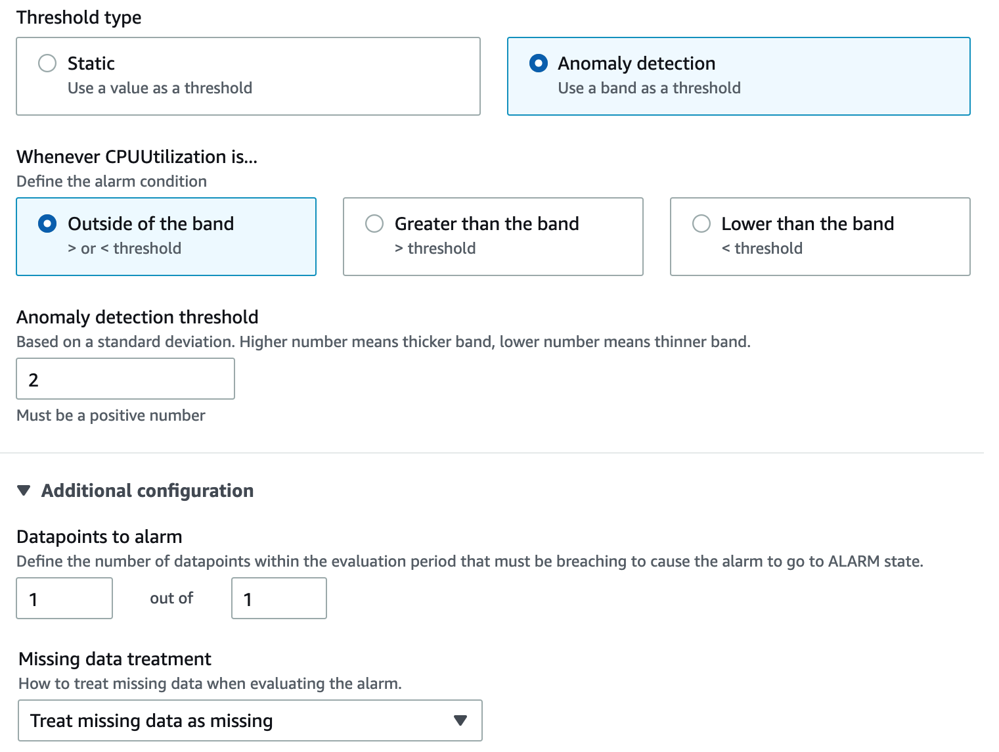 Threshold type
Static
Use a value as a threshold
Anomaly detection
Use a band as a threshold
Whenever CPUUtilization is...
Define the alarm condition
Outside of the band
> or < threshold
Greater than the band
> threshold
Lower than the band
< threshold
Anomaly detection threshold
Based on a standard deviation. Higher number means thicker band, lower number means thinner band.
2
Must be a positive number
Additional configuration
Datapoints to alarm
Define the number of datapoints within the evaluation period that must be breaching to cause the alarm to go to ALARM state.
1 out of 1
Missing data treatment
How to treat missing data when evaluating the alarm.
Treat missing data as missing